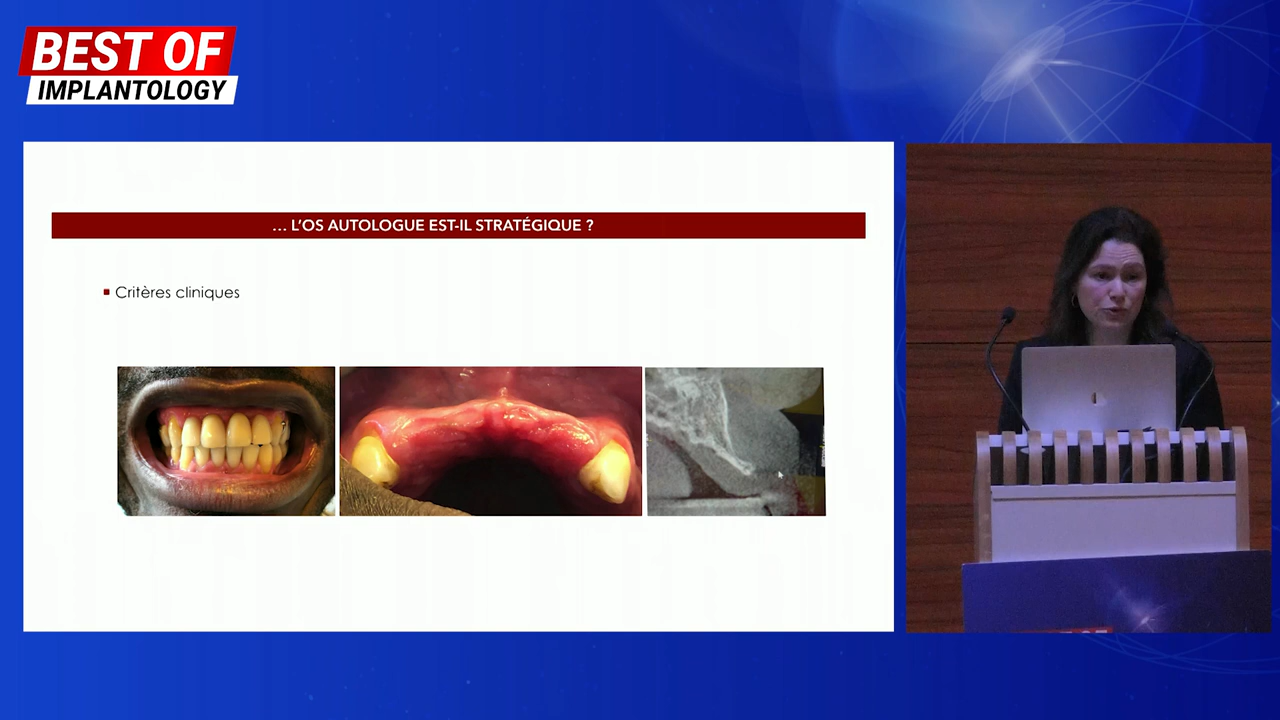 BEST OF
IMPLANTOLOGY
... L'OS AUTOLOGUE EST-IL STRATÉGIQUE ?
Critères cliniques